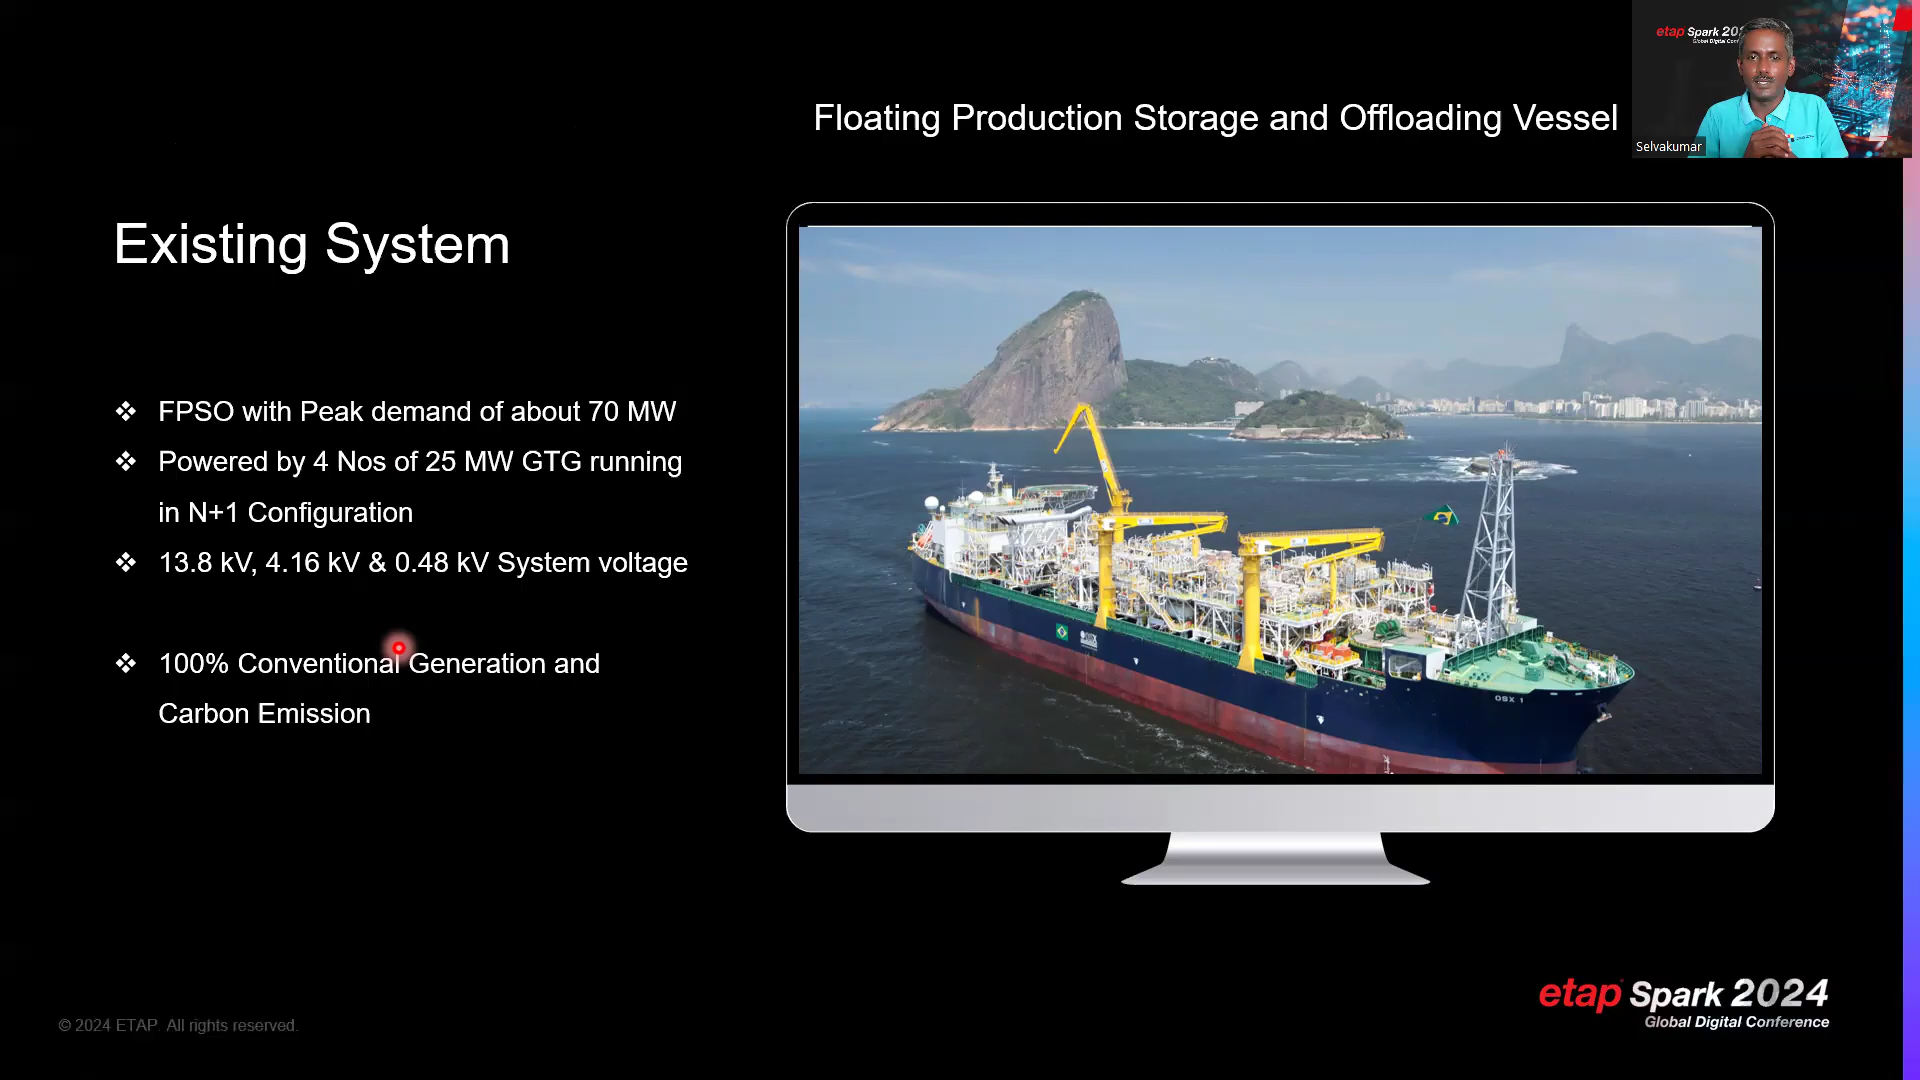 etap Spark 202
Selvakumar
Floating Production Storage and Offloading Vessel
Existing System
❖ FPSO with Peak demand of about 70 MW
❖ Powered by 4 Nos of 25 MW GTG running
in N+1 Configuration
❖ 13.8 kV, 4.16 kV & 0.48 kV System voltage
❖ 100% Conventional Generation and
Carbon Emission
OSX 1
© 2024 ETAP. All rights reserved.
etap Spark 2024
Global Digital Conference